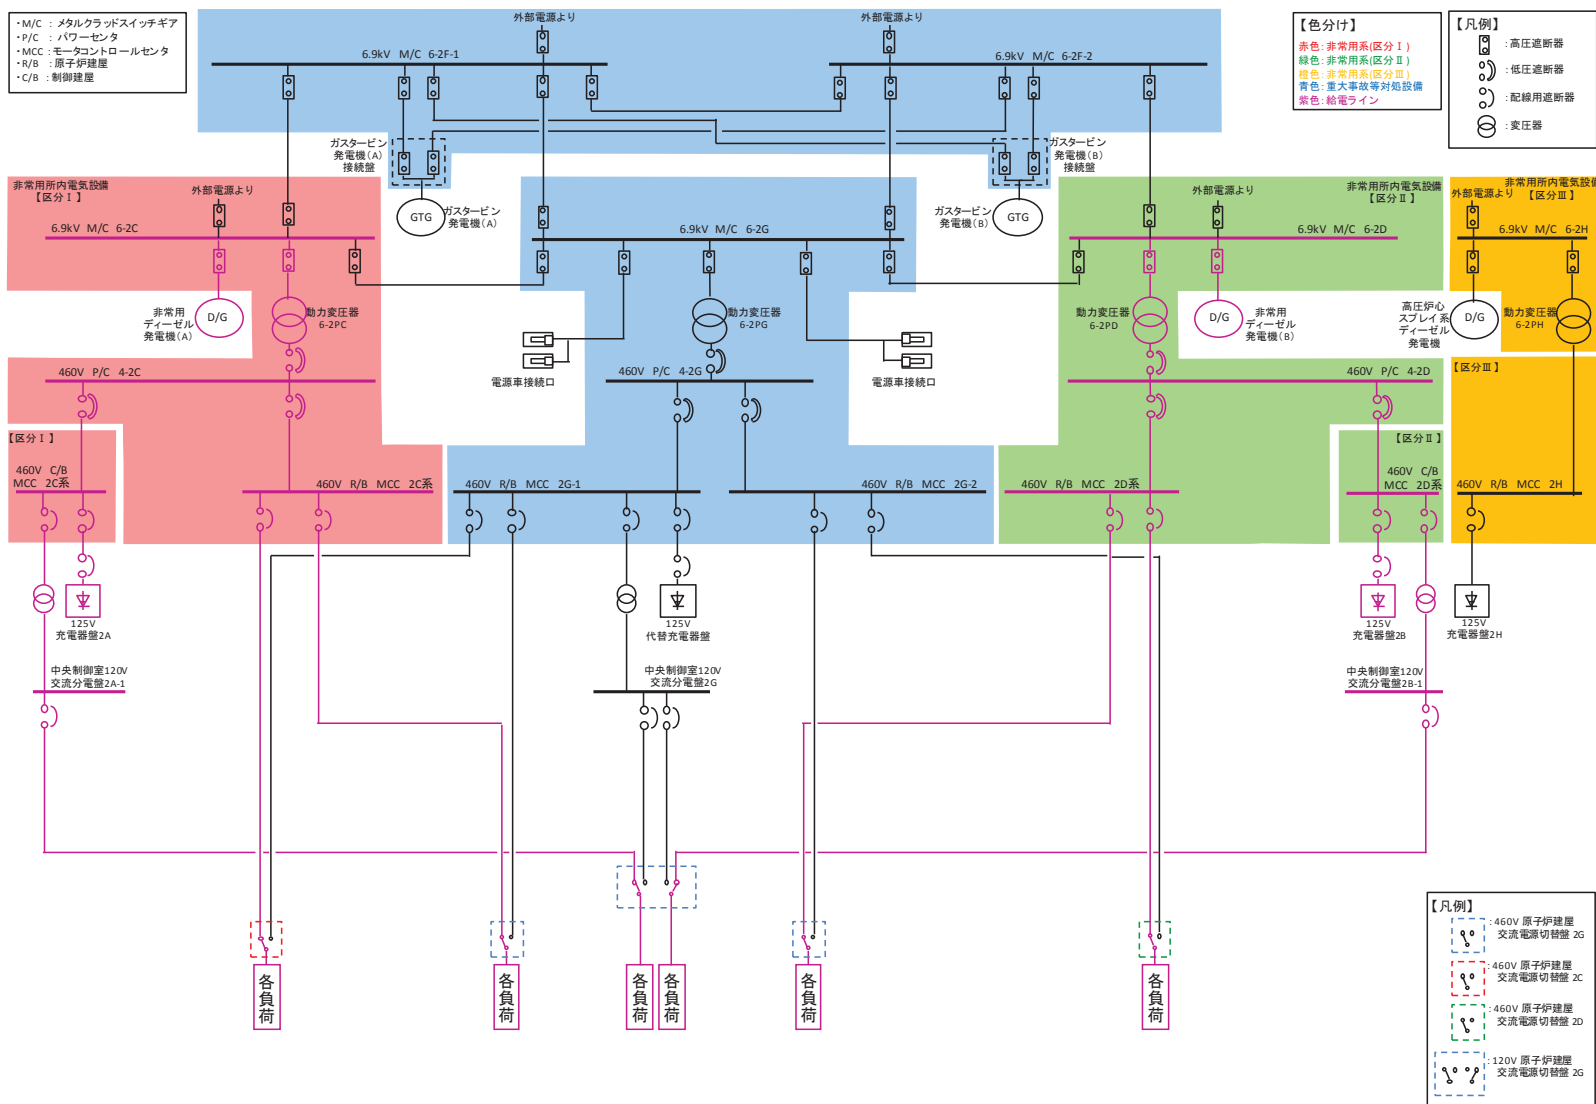 ・M/C ： メタルクラッドスイッチギア
・P/C ： パワーセンタ
・MCC ：モータコントロールセンタ
・R/B ：原子炉建屋
・C/B ：制御建屋
外部電源より
外部電源より
6.9kV M/C 6-2F-1
6.9kV M/C 6-2F-2
【色分け】
赤色：非常用系(区分Ⅰ)
緑色：非常用系(区分Ⅱ)
橙色：非常用系(区分Ⅲ)
青色：重大事故等対処設備
紫色：給電ライン
【凡例】
：高圧遮断器
：低圧遮断器
：配線用遮断器
：変圧器
ガスタービン
発電機(A)
接続盤
ガスタービン
発電機(B)
接続盤
非常用所内電気設備
【区分Ⅰ】
外部電源より
6.9kV M/C 6-2C
GTG
ガスタービン
発電機(A)
6.9kV M/C 6-2G
ガスタービン
発電機(B)
GTG
外部電源より
非常用所内電気設備
【区分Ⅱ】
6.9kV M/C 6-2D
非常用所内電気設備
【区分Ⅲ】
外部電源より
6.9kV M/C 6-2H
非常用
ディーゼル
発電機(A)
D/G
動力変圧器
6-2PC
動力変圧器
6-2PG
動力変圧器
6-2PD
D/G
非常用
ディーゼル
発電機(B)
高圧炉心
スプレイ系
ディーゼル
発電機
D/G
動力変圧器
6-2PH
電源車接続口
電源車接続口
460V P/C 4-2C
460V P/C 4-2G
460V P/C 4-2D
【区分Ⅲ】
【区分Ⅰ】
460V C/B
MCC 2C系
460V R/B MCC 2C系
460V R/B MCC 2G-1
460V R/B MCC 2G-2
460V R/B MCC 2D系
【区分Ⅱ】
460V C/B
MCC 2D系
460V R/B MCC 2H
125V
充電器盤2A
125V
代替充電器盤
125V
充電器盤2B
125V
充電器盤2H
中央制御室120V
交流分電盤2A-1
中央制御室120V
交流分電盤2G
中央制御室120V
交流分電盤2B-1
各負荷
各負荷
各負荷
各負荷
各負荷
各負荷
【凡例】
：460V 原子炉建屋
交流電源切替盤 2G
：460V 原子炉建屋
交流電源切替盤 2C
：460V 原子炉建屋
交流電源切替盤 2D
：120V 原子炉建屋
交流電源切替盤 2G